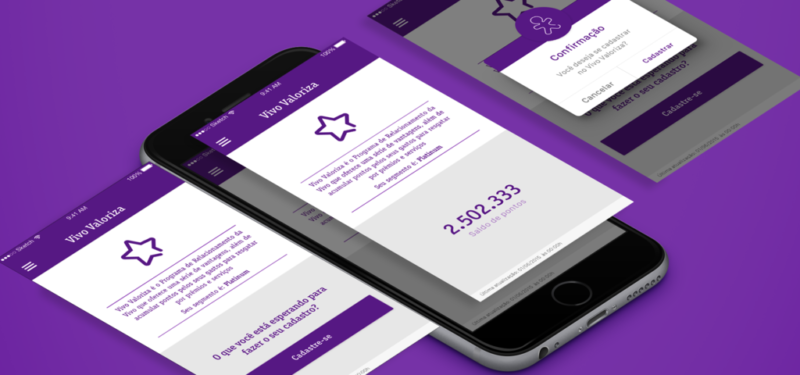 Sketch
9:41 AM
100%
Vivo Valoriza
Vivo Valoriza é o Programa de Relacionamento da
Vivo que oferece uma série de vantagens, além de
acumular pontos pelos seus gastos para resgatar
por prêmios e serviços
Seu segmento é: Platinum
O que você está esperando para
fazer o seu cadastro?
Cadastre-se
Sketch
9:41 AM
100%
Vivo Valoriza
Vivo Valoriza é o Programa de Relacionamento da
Vivo que oferece uma série de vantagens, além de
acumular pontos pelos seus gastos para resgatar
por prêmios e serviços
Seu segmento é: Platinum
2.502.333
Saldo de pontos
Confirmação
Você deseja se cadastrar
no Vivo Valoriza?
Cancelar
Cadastrar
fazer o seu cadastro?
Cadastre-se